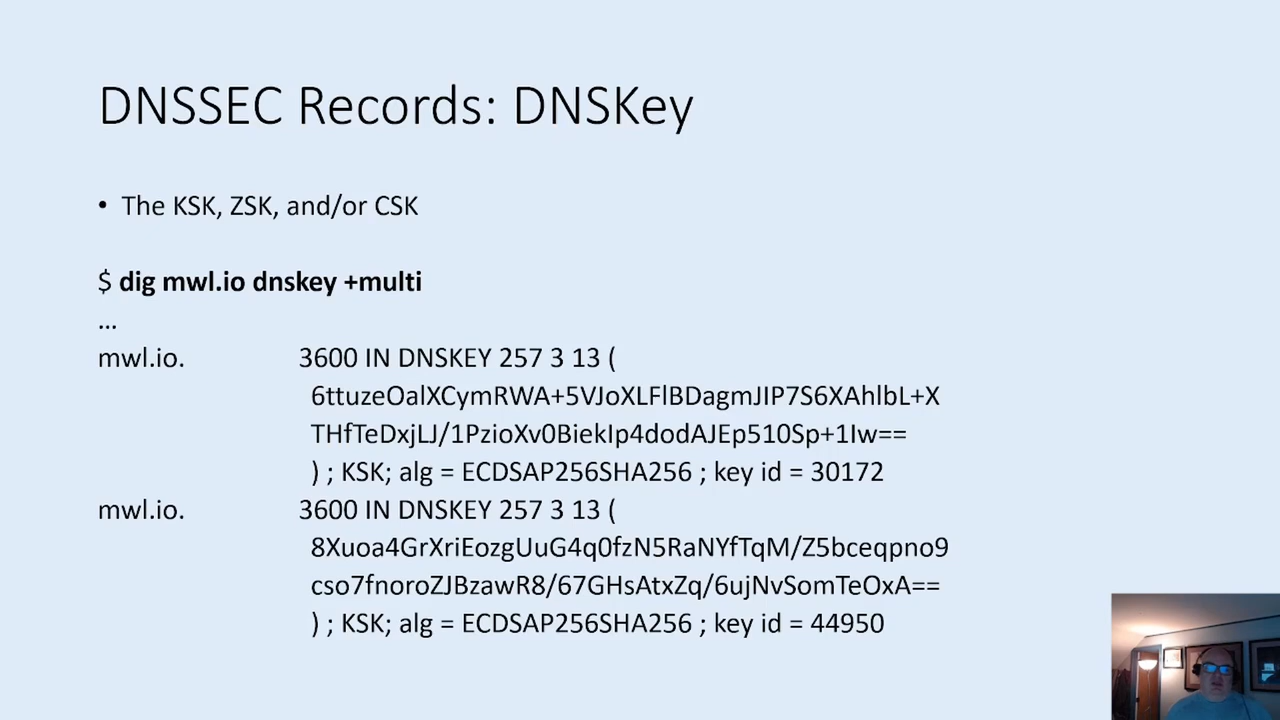 DNSSEC Records: DNSKey
• The KSK, ZSK, and/or CSK
$ dig mwl.io dnskey +multi
…
mwl.io. 3600 IN DNSKEY 257 3 13 (
6ttuzeOalXCymRWA+5VJoXLFlBDagmJIP7S6XAhlbL+X
THfTeDxjLJ/1PzioXv0BiekIp4dodAJEp510Sp+1Iw==
) ; KSK; alg = ECDSAP256SHA256 ; key id = 30172
mwl.io. 3600 IN DNSKEY 257 3 13 (
8Xuoa4GrXriEozgUuG4q0fzN5RaNYfTqM/Z5bceqpno9
cso7fnoroZJBzawR8/67GHsAtxZq/6ujNvSomTeOxA==
) ; KSK; alg = ECDSAP256SHA256 ; key id = 44950